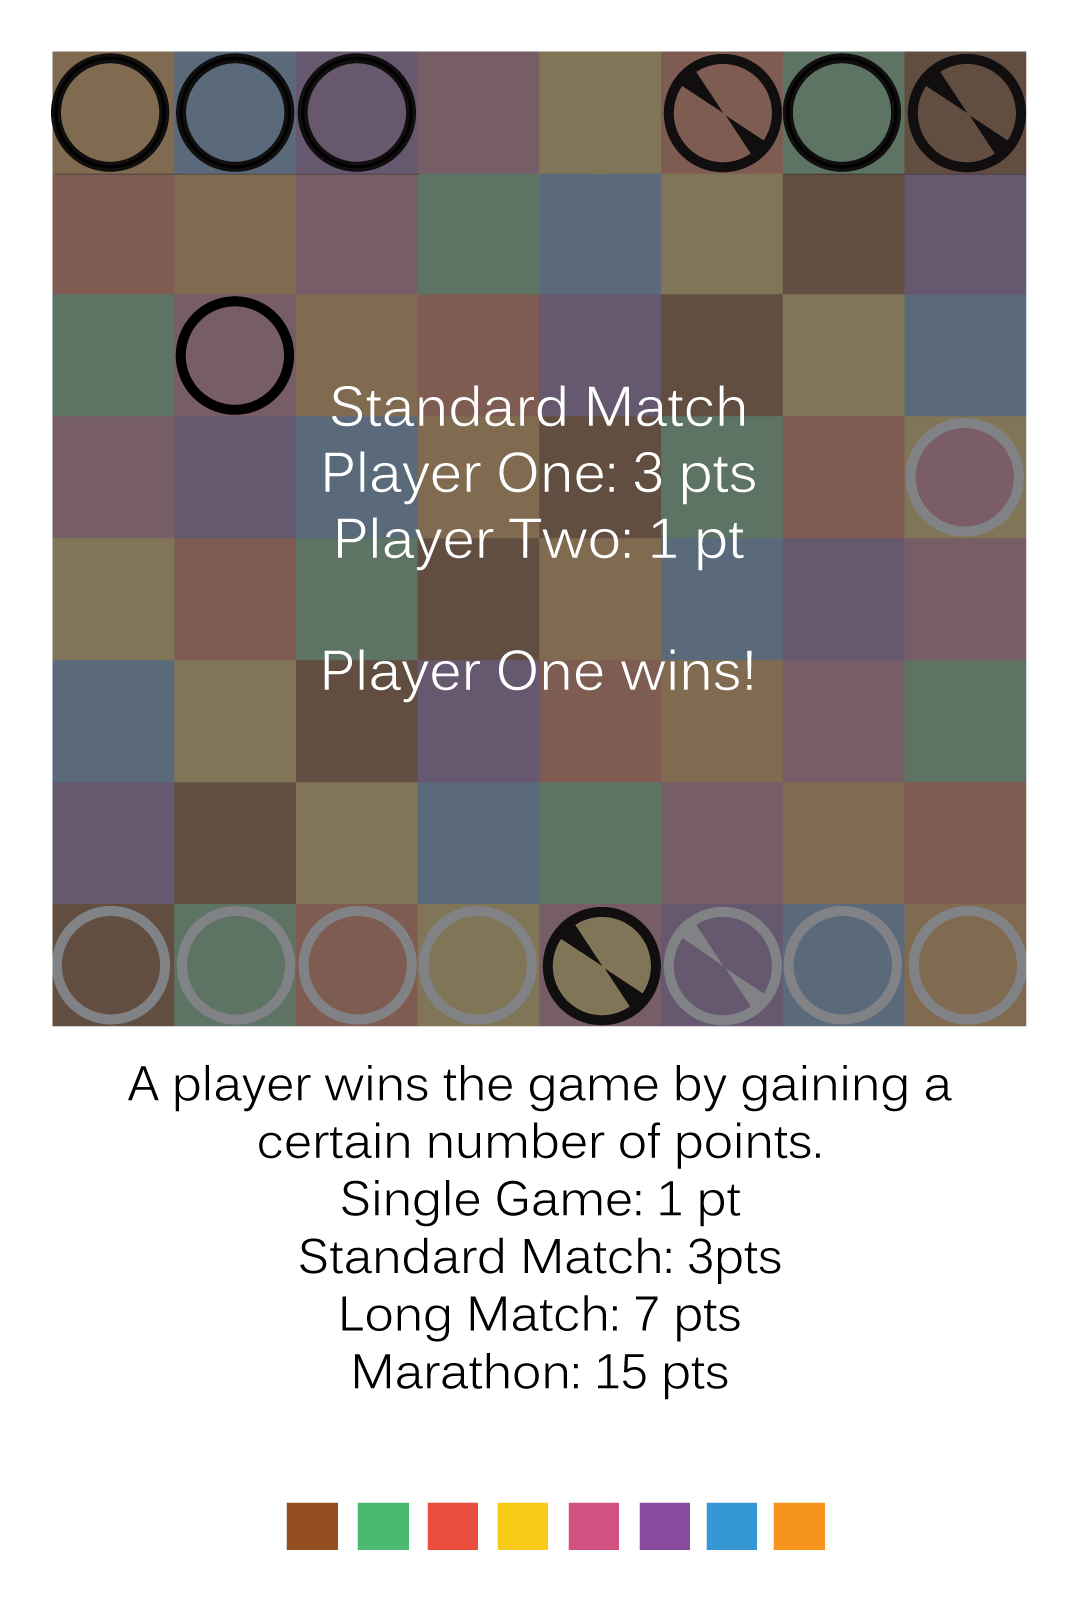 Standard Match
Player One: 3 pts
Player Two: 1 pt
Player One wins!
A player wins the game by gaining a
certain number of points.
Single Game: 1 pt
Standard Match: 3pts
Long Match: 7 pts
Marathon: 15 pts